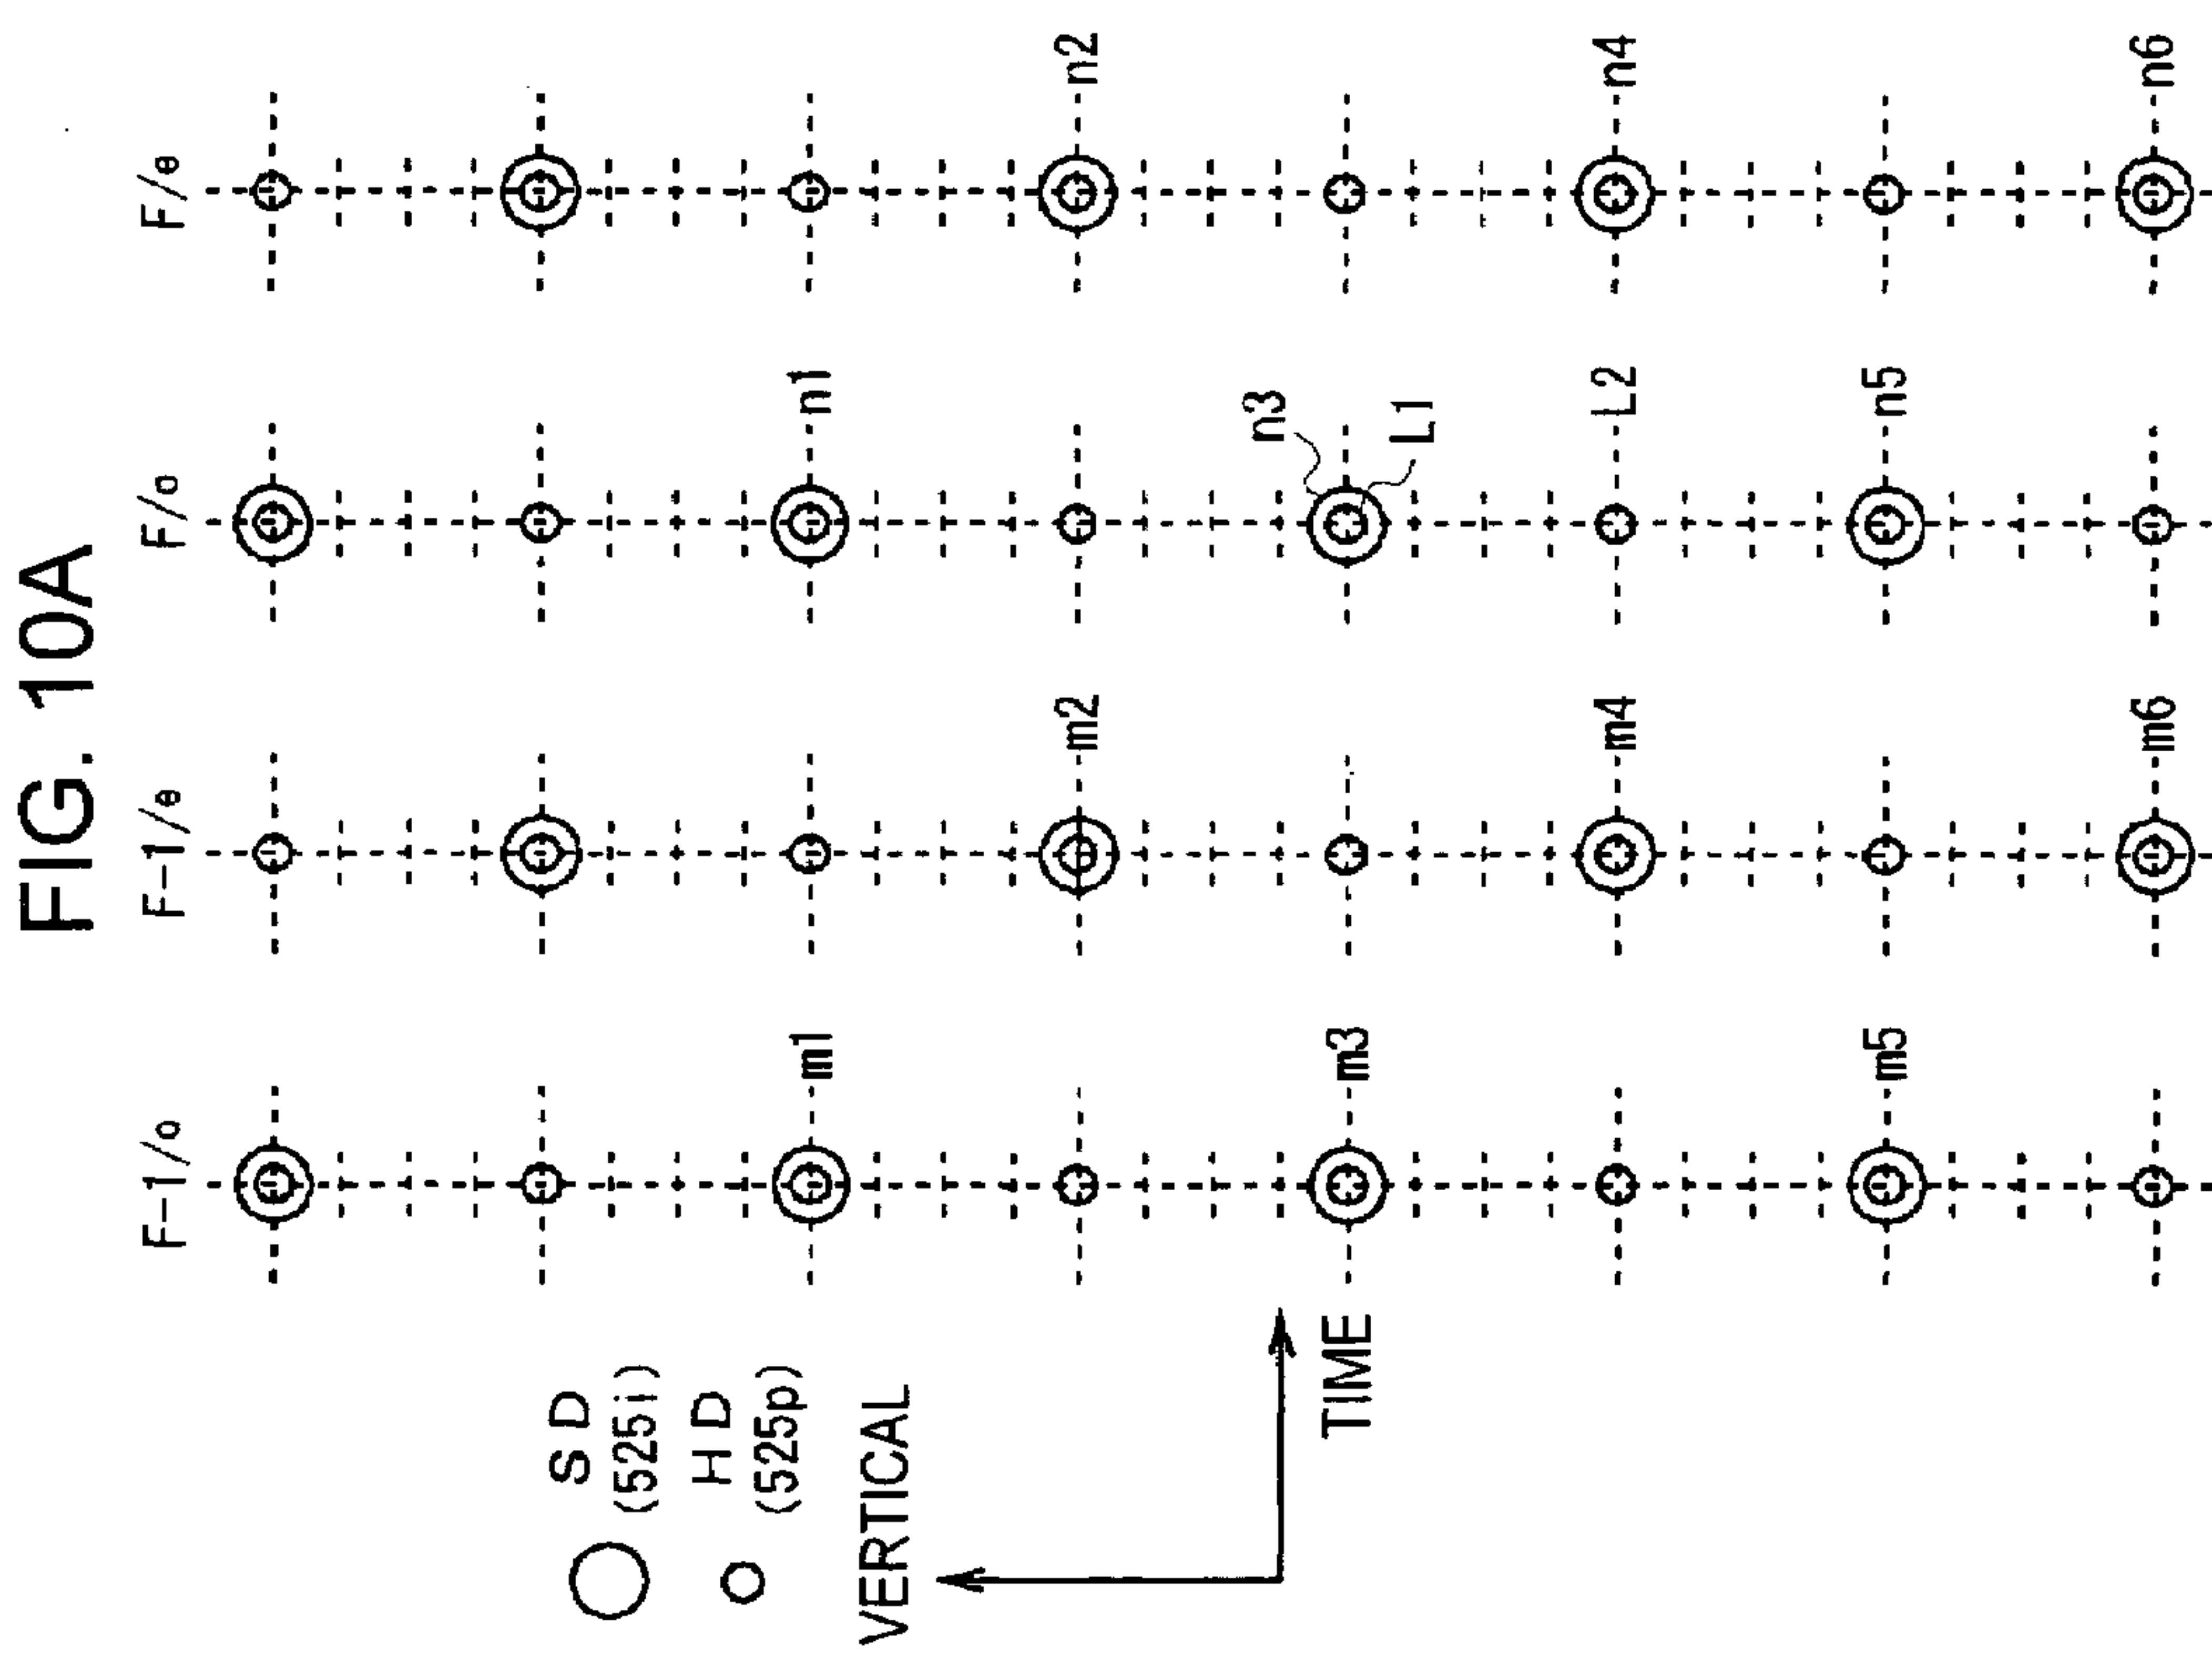 FIG. 10A
F-1/o
F-1/e
F/o
F/e
SD
(525i)
HD
(525p)
VERTICAL
TIME
m1
n1
m2
n2
m3
n3
L1
m4
L2
n4
m5
n5
m6
n6